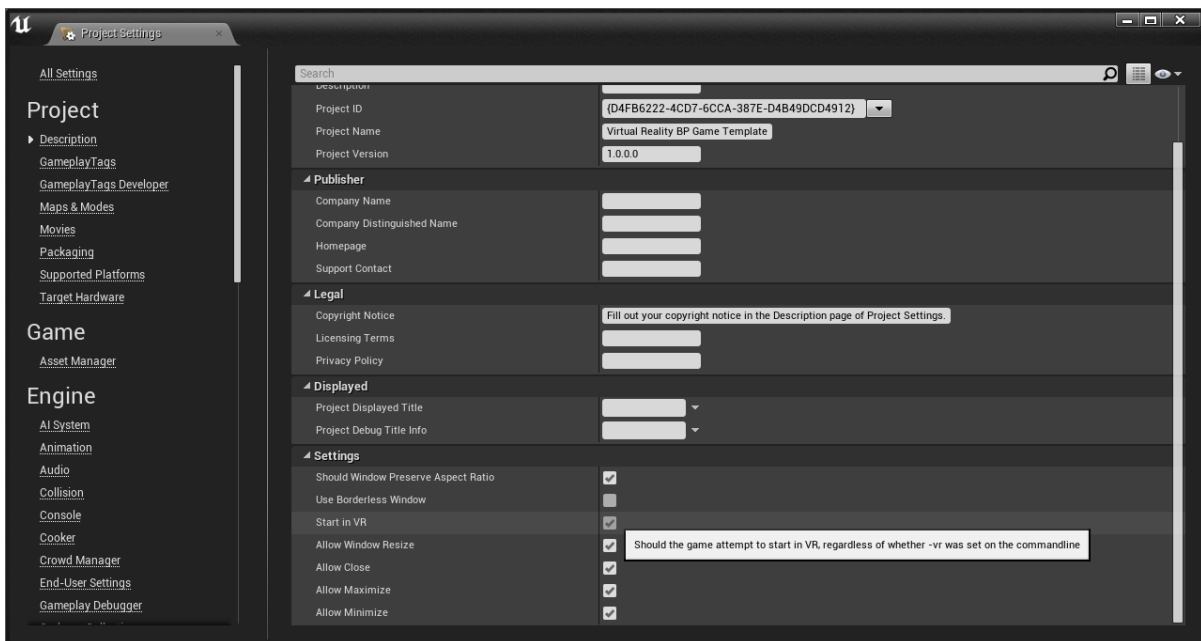 Project Settings
All Settings
Project
Description
GameplayTags
GameplayTags Developer
Maps & Modes
Movies
Packaging
Supported Platforms
Target Hardware
Game
Asset Manager
Engine
AI System
Animation
Audio
Collision
Console
Cooker
Crowd Manager
End-User Settings
Gameplay Debugger
Search
Description
Project ID {D4FB6222-4CD7-6CCA-387E-D4B49DCD4912}
Project Name Virtual Reality BP Game Template
Project Version 1.0.0.0
Publisher
Company Name
Company Distinguished Name
Homepage
Support Contact
Legal
Copyright Notice Fill out your copyright notice in the Description page of Project Settings.
Licensing Terms
Privacy Policy
Displayed
Project Displayed Title
Project Debug Title Info
Settings
Should Window Preserve Aspect Ratio
Use Borderless Window
Start in VR
Allow Window Resize Should the game attempt to start in VR, regardless of whether -vr was set on the commandline
Allow Close
Allow Maximize
Allow Minimize